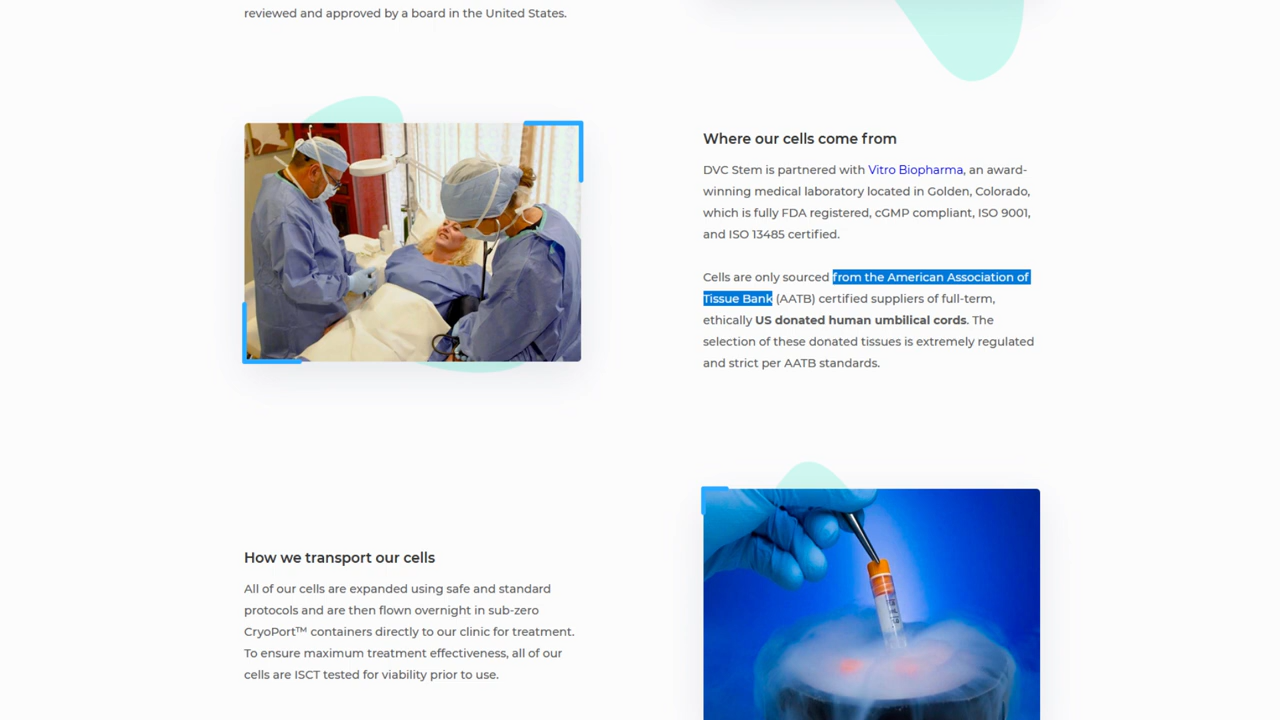 reviewed and approved by a board in the United States.
Where our cells come from
DVC Stem is partnered with Vitro Biopharma, an award-
winning medical laboratory located in Golden, Colorado,
which is fully FDA registered, cGMP compliant, ISO 9001,
and ISO 13485 certified.
Cells are only sourced from the American Association of
Tissue Bank (AATB) certified suppliers of full-term,
ethically US donated human umbilical cords. The
selection of these donated tissues is extremely regulated
and strict per AATB standards.
How we transport our cells
All of our cells are expanded using safe and standard
protocols and are then flown overnight in sub-zero
CryoPort™ containers directly to our clinic for treatment.
To ensure maximum treatment effectiveness, all of our
cells are ISCT tested for viability prior to use.